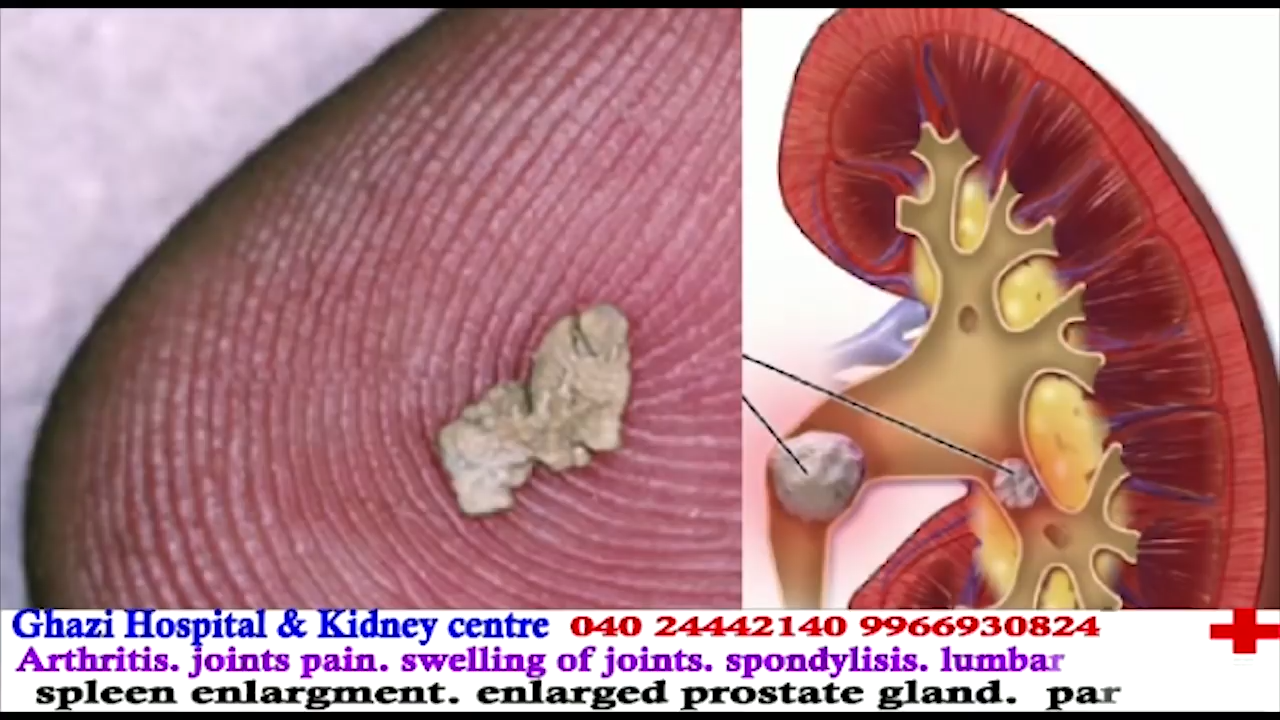 Ghazi Hospital & Kidney centre 040 24442140 9966930824
Arthritis. joints pain. swelling of joints. spondylisis. lumbar
spleen enlargment. enlarged prostate gland. par